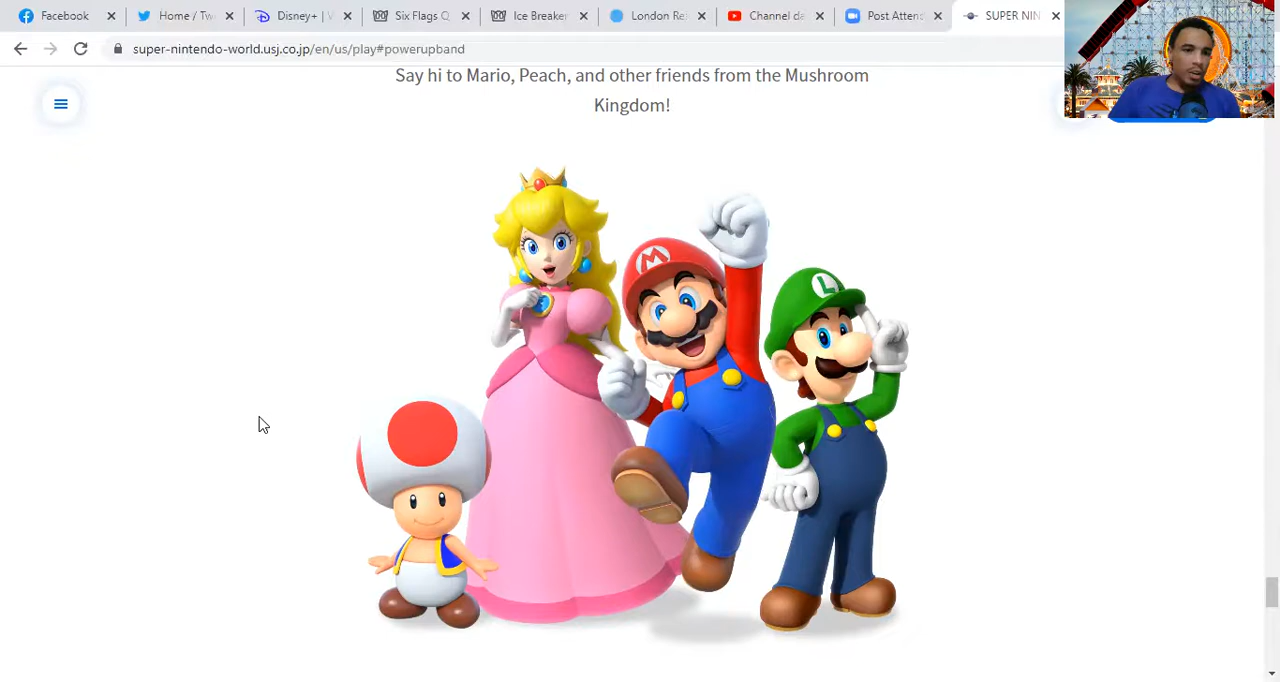 Facebook
Home / Tw
Disney+ | V
Six Flags Q
Ice Breaker
London Re
Channel da
Post Attend
SUPER NIN
super-nintendo-world.usj.co.jp/en/us/play#powerupband
Say hi to Mario, Peach, and other friends from the Mushroom
Kingdom!
M
L